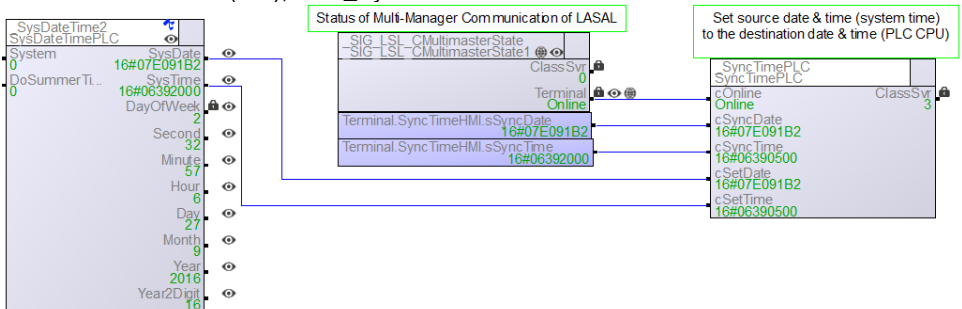 Status of Multi-Manager Communication of LASAL
Set source date & time (system time)
to the destination date & time (PLC CPU)
SysDateTime2
SysDateTimePLC
System
0
DoSummerTi...
0
SysDate
16#07E091B2
SysTime
16#06392000
DayOfWeek
2
Second
32
Minute
57
Hour
6
Day
27
Month
9
Year
2016
Year2Digit
16
_SIG_LSL_CMultimasterState
_SIG_LSL_CMultimasterState1
ClassSvr
0
Terminal
Online
Terminal.SyncTimeHMI.sSyncDate
16#07E091B2
Terminal.SyncTimeHMI.sSyncTime
16#06392000
_SyncTimePLC
SyncTimePLC
cOnline
Online
ClassSvr
3
cSyncDate
16#07E091B2
cSyncTime
16#06390500
cSetDate
16#07E091B2
cSetTime
16#06390500